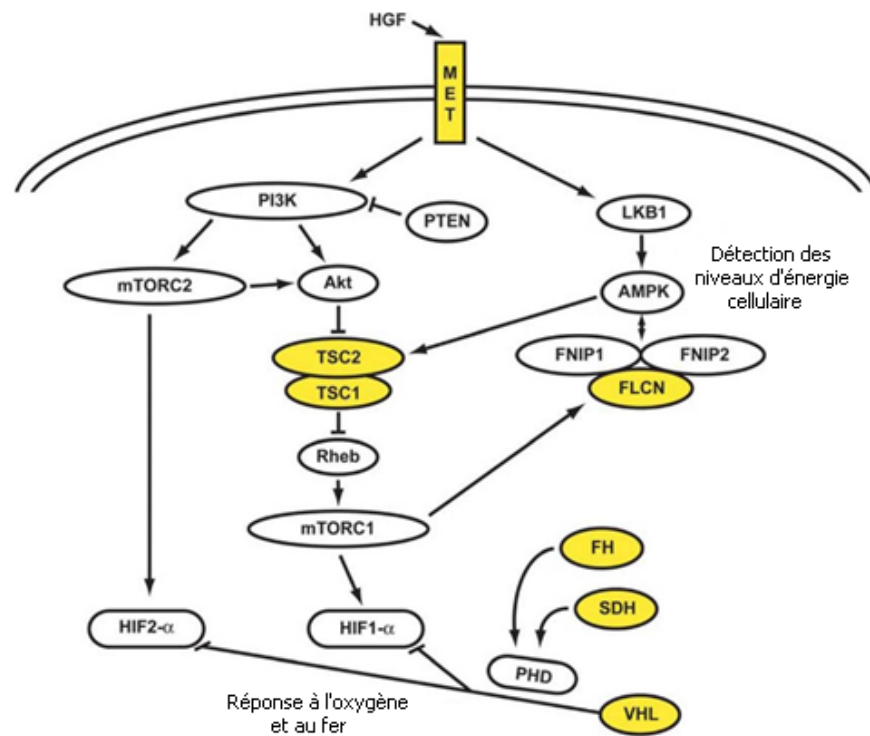 HGF
MET
PI3K
PTEN
LKB1
mTORC2
Akt
AMPK
Détection des
niveaux d'énergie
cellulaire
TSC2
FNIP1
FNIP2
TSC1
FLCN
Rheb
mTORC1
FH
SDH
HIF2-α
HIF1-α
PHD
Réponse à l'oxygène
et au fer
VHL